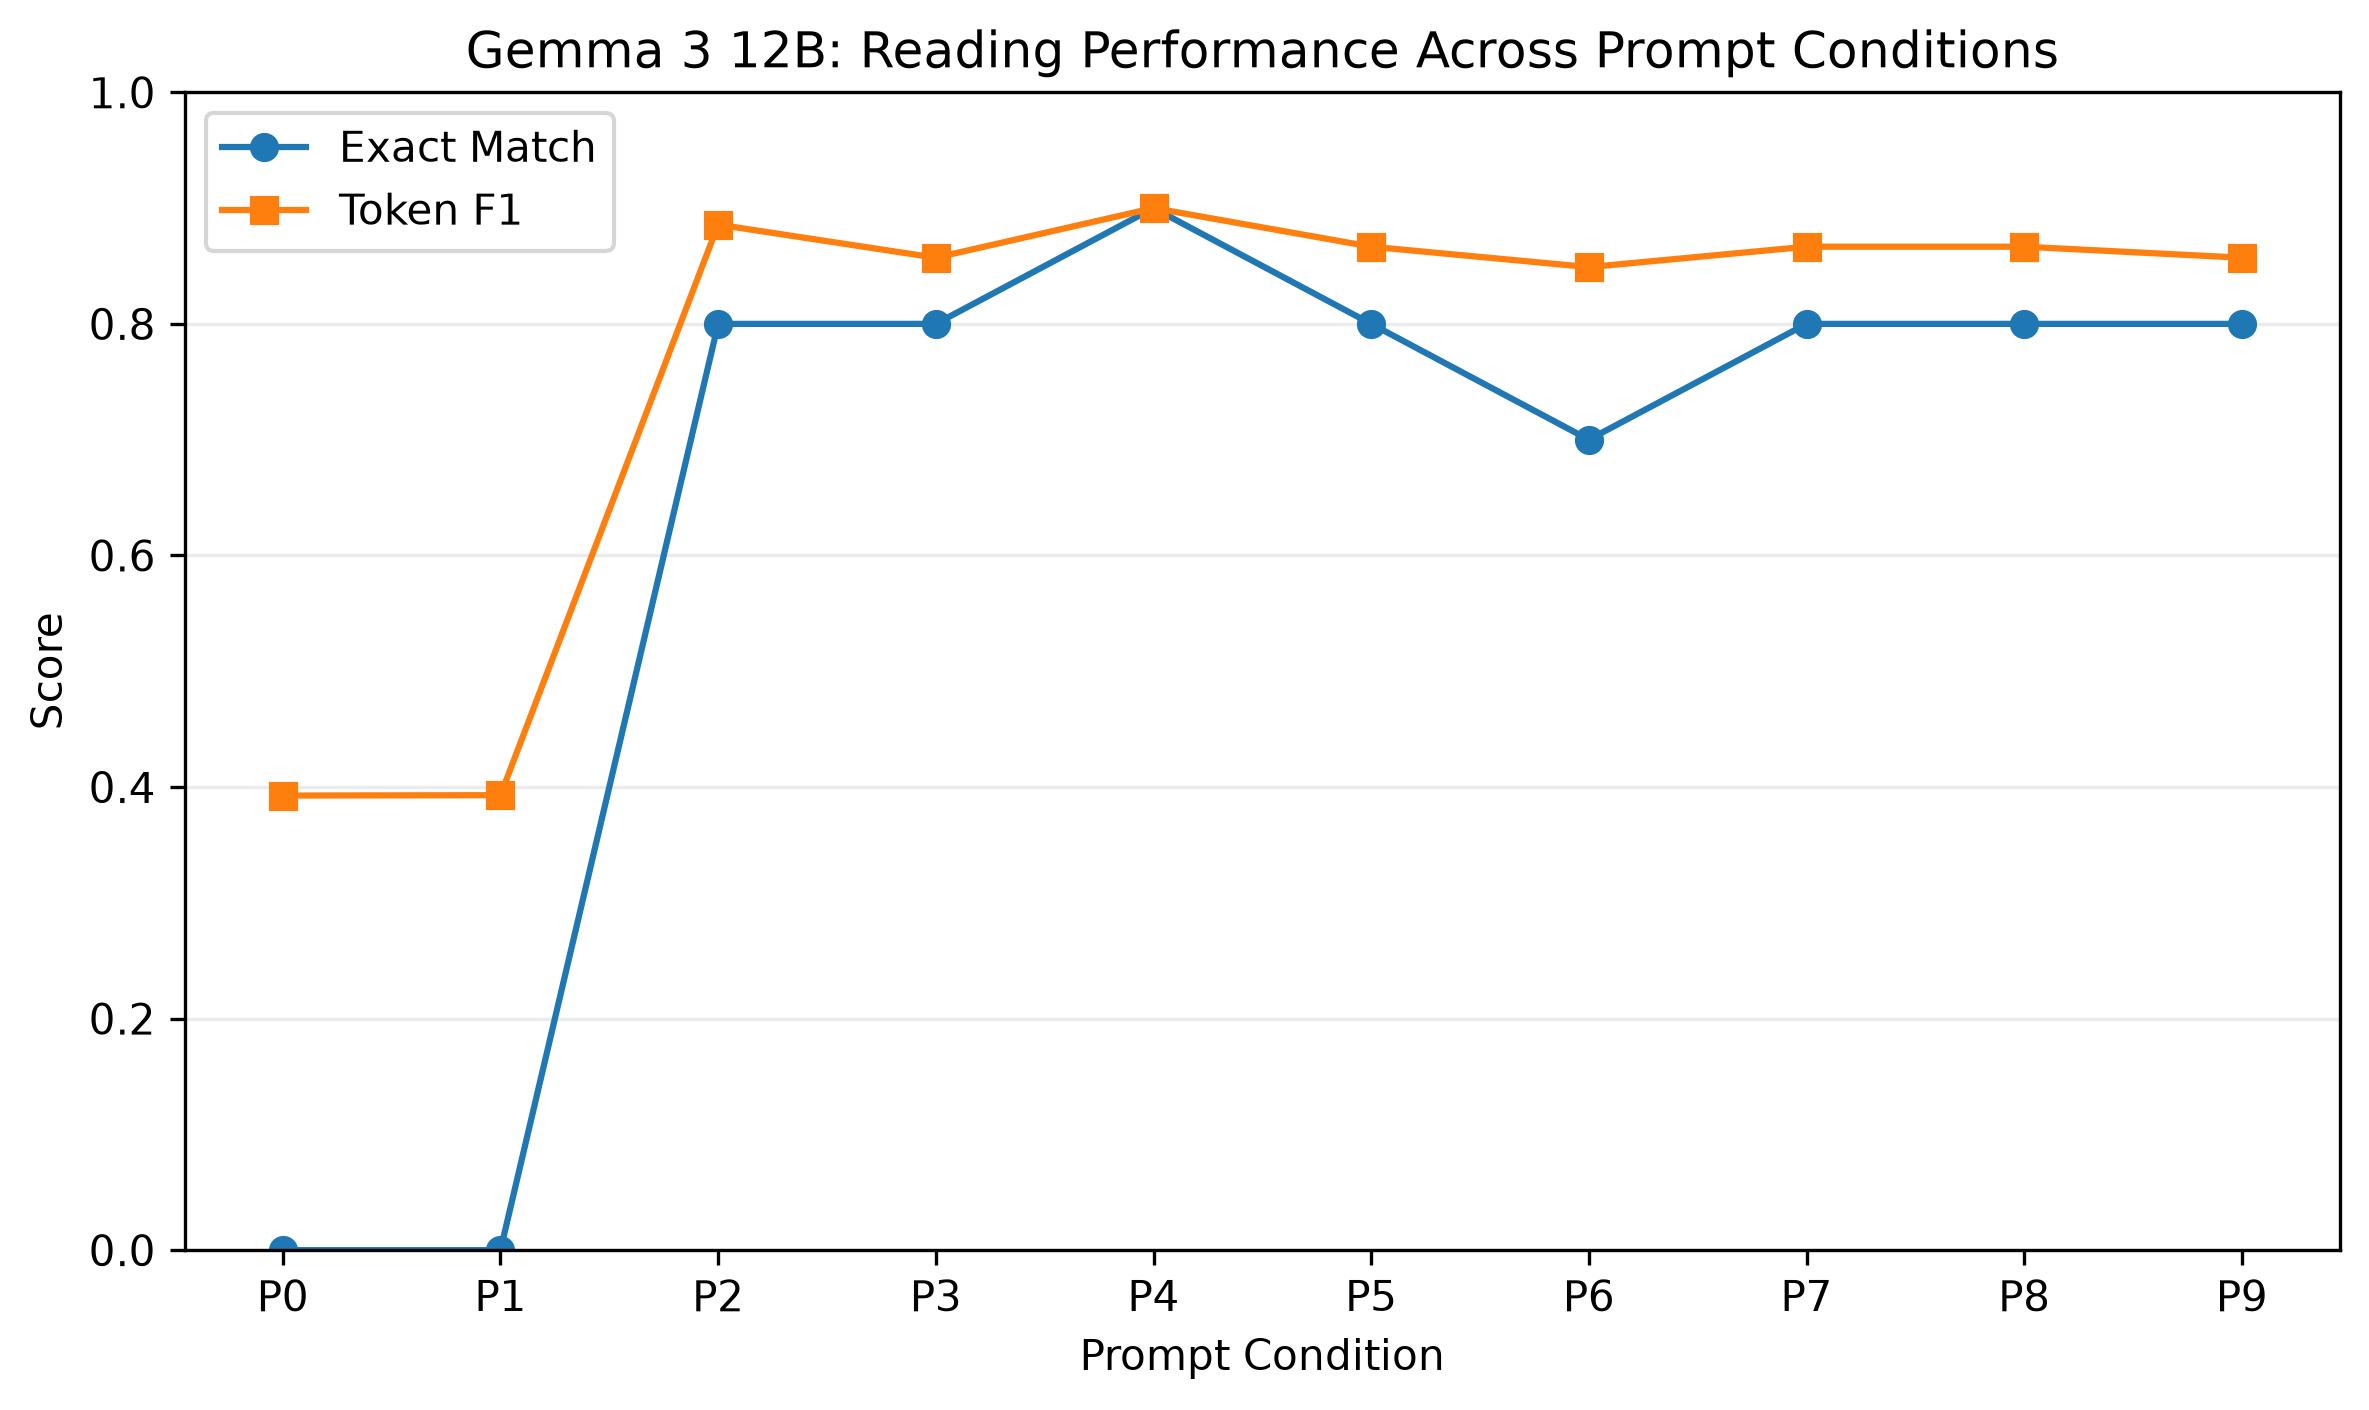 Gemma 3 12B: Reading Performance Across Prompt Conditions
1.0
Exact Match
Token F1
0.8
0.6
Score
0.4
0.2
0.0
P0 P1 P2 P3 P4 P5 P6 P7 P8 P9
Prompt Condition